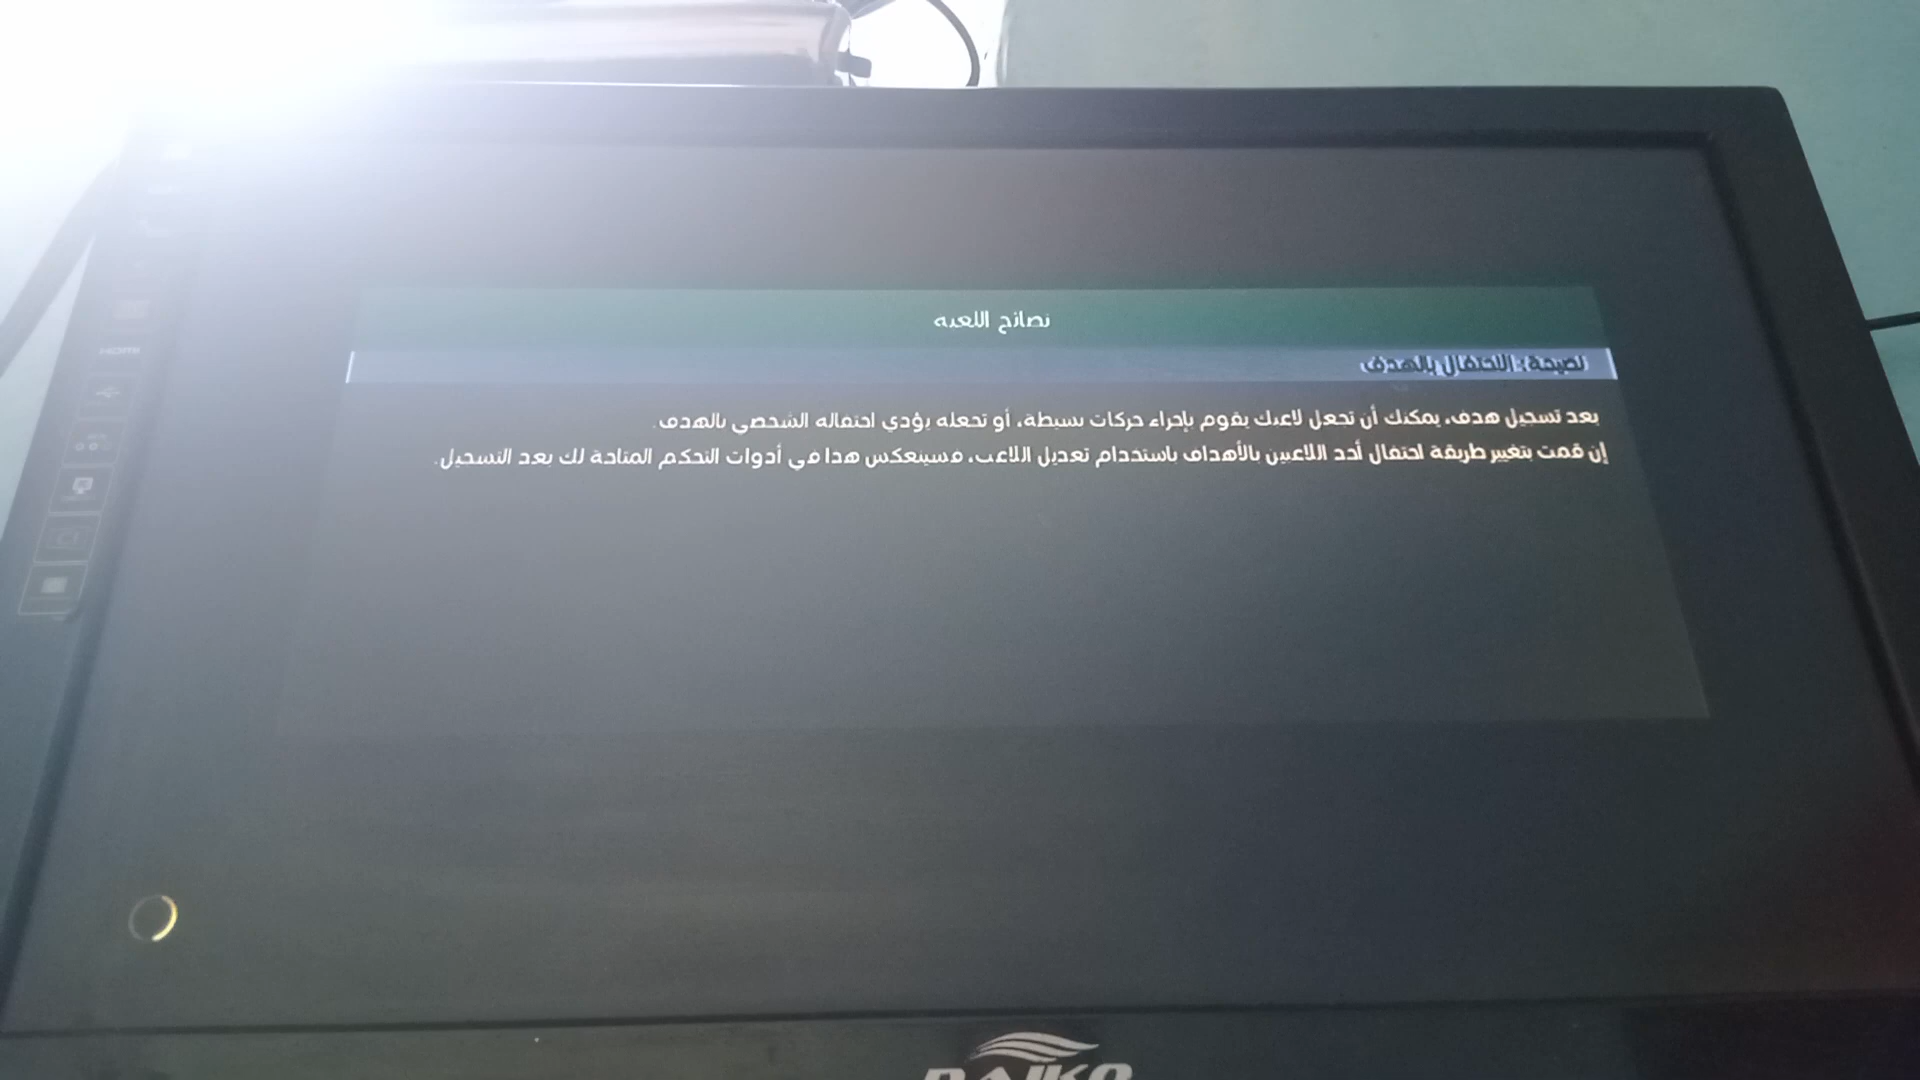 نصائح اللعبه
نصيحة: الاحتفال بالهدف
بعد تسجيل هدف، يمكنك أن تجعل لاعبك يقوم بإجراء حركات بسيطة، أو تجعله يؤدي احتفاله الشخصي بالهدف.
إن قمت بتغيير طريقة احتفال أحد اللاعبين بالأهداف باستخدام تعديل اللاعب، فسينعكس هذا في أدوات التحكم المتاحة لك بعد التسجيل.
HDMI